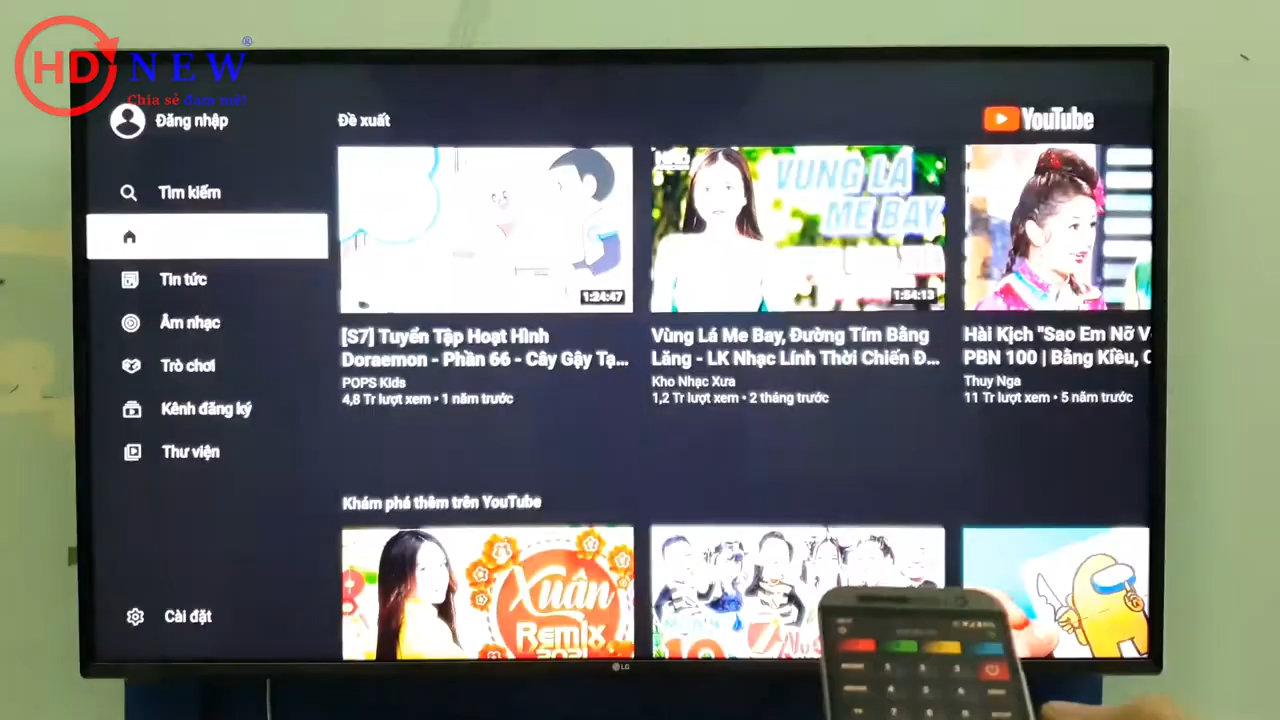 HD NEW®
Chia sẻ đam mê!
Đăng nhập
Đề xuất
YouTube
Tìm kiếm
Tin tức
Âm nhạc
Trò chơi
Kênh đăng ký
Thư viện
Cài đặt
VÙNG LÁ
ME BAY
1:24:47
1:54:13
[S7] Tuyển Tập Hoạt Hình
Doraemon - Phần 66 - Cây Gậy Tạ...
POPS Kids
4,8 Tr lượt xem • 1 năm trước
Vùng Lá Me Bay, Đường Tím Bằng
Lăng - LK Nhạc Lính Thời Chiến Đ...
Kho Nhạc Xưa
1,2 Tr lượt xem • 2 tháng trước
Hài Kịch "Sao Em Nỡ V
PBN 100 | Bằng Kiều, C
Thuy Nga
11 Tr lượt xem • 5 năm trước
Khám phá thêm trên YouTube
Xuân
Remix
2021
10
LG